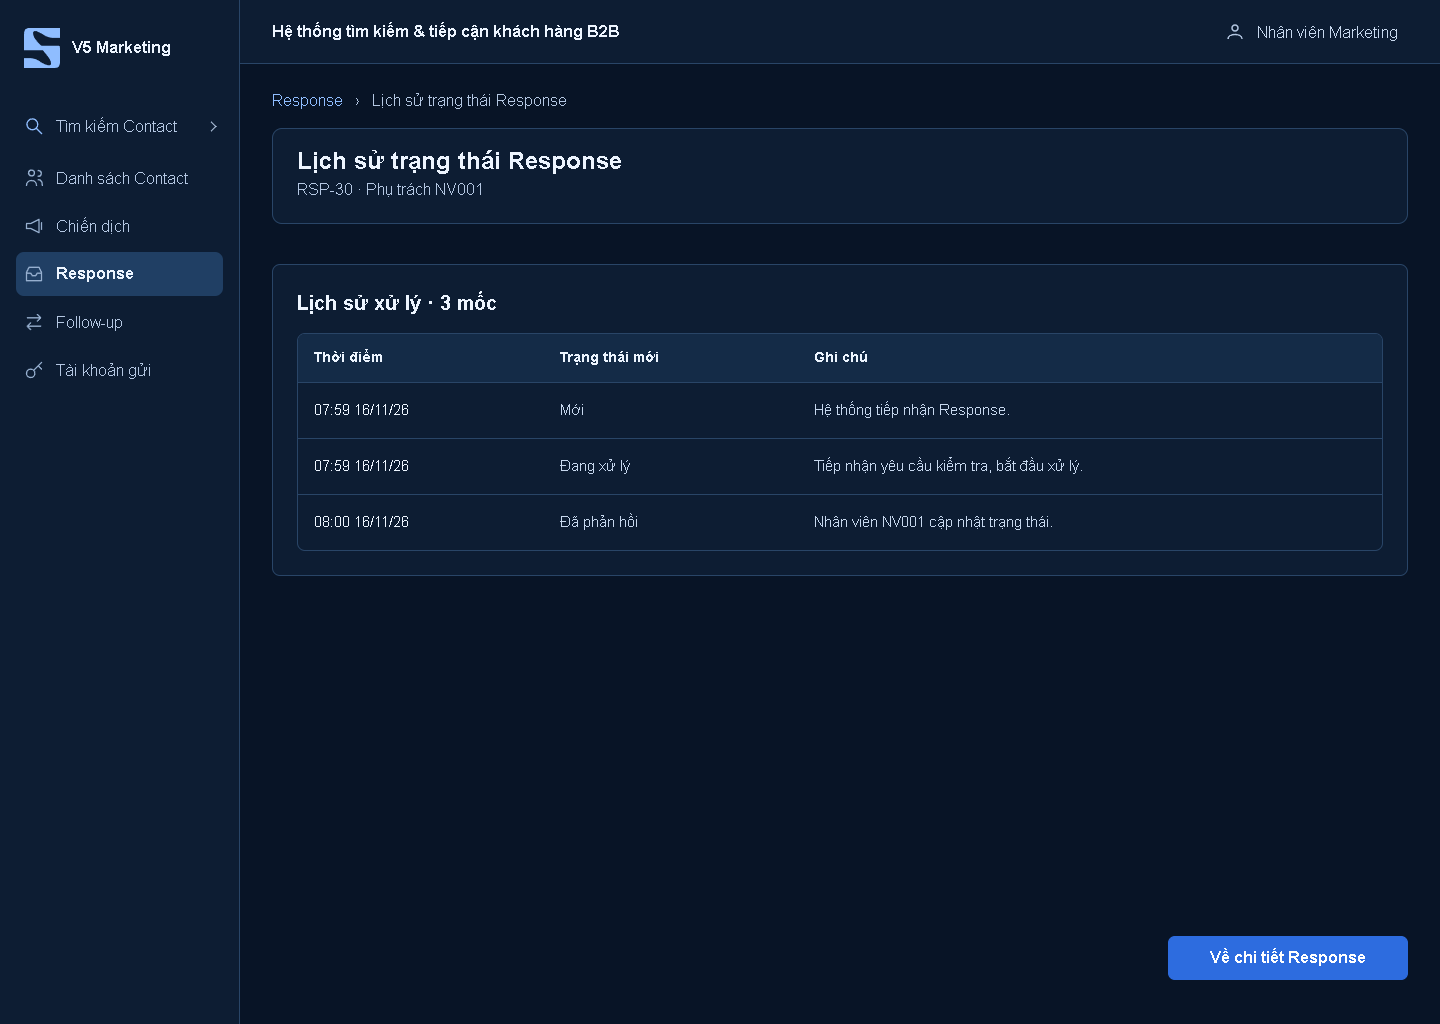 V5 Marketing
Hệ thống tìm kiếm & tiếp cận khách hàng B2B
Nhân viên Marketing
Tìm kiếm Contact
Danh sách Contact
Chiến dịch
Response
Follow-up
Tài khoản gửi
Response › Lịch sử trạng thái Response
Lịch sử trạng thái Response
RSP-30 · Phụ trách NV001
Lịch sử xử lý · 3 mốc
Thời điểm Trạng thái mới Ghi chú
07:59 16/11/26 Mới Hệ thống tiếp nhận Response.
07:59 16/11/26 Đang xử lý Tiếp nhận yêu cầu kiểm tra, bắt đầu xử lý.
08:00 16/11/26 Đã phản hồi Nhân viên NV001 cập nhật trạng thái.
Về chi tiết Response